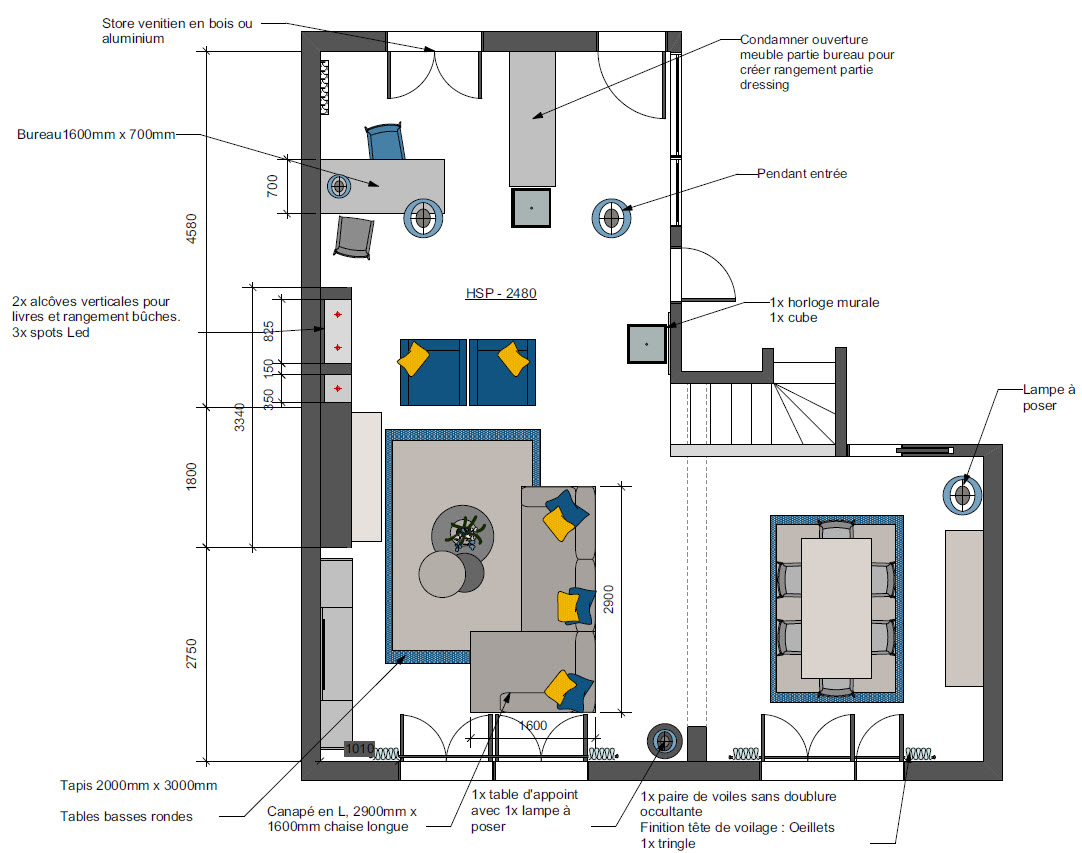 Store venitien en bois ou
aluminium
Condamner ouverture
meuble partie bureau pour
créer rangement partie
dressing
Bureau1600mm x 700mm
Pendant entrée
700
4580
HSP - 2480
2x alcôves verticales pour
livres et rangement bûches.
3x spots Led
1x horloge murale
1x cube
825
150
350
3340
Lampe à
poser
1800
2900
2750
1600
1010
Tapis 2000mm x 3000mm
Tables basses rondes
Canapé en L, 2900mm x
1600mm chaise longue
1x table d'appoint
avec 1x lampe à
poser
1x paire de voiles sans doublure
occultante
Finition tête de voilage : Oeillets
1x tringle